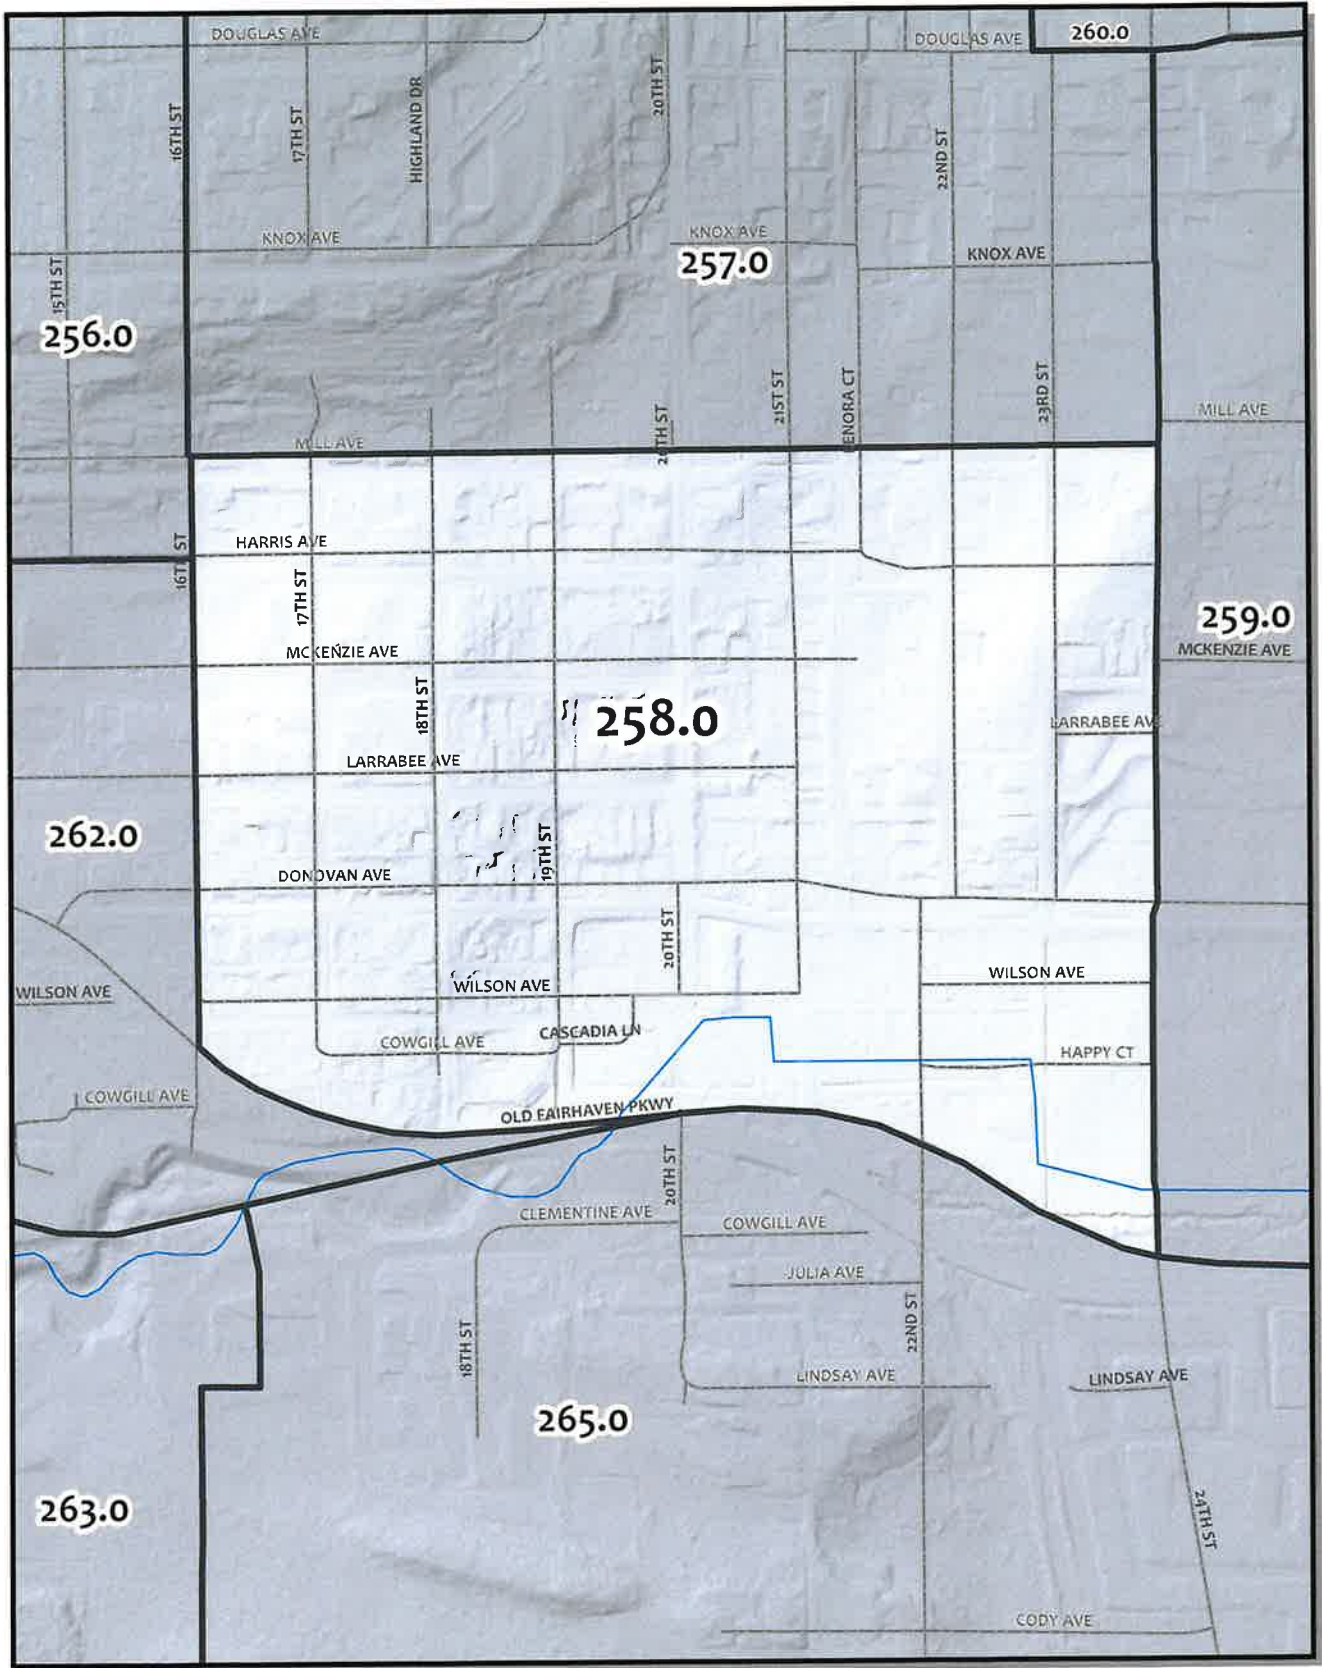 DOUGLAS AVE
DOUGLAS AVE
260.0
16TH ST
17TH ST
HIGHLAND DR
20TH ST
22ND ST
KNOX AVE
KNOX AVE
KNOX AVE
257.0
15TH ST
256.0
21ST ST
LENORA CT
23RD ST
20TH ST
MILL AVE
MILL AVE
16TH ST
HARRIS AVE
17TH ST
259.0
MCKENZIE AVE
MCKENZIE AVE
18TH ST
258.0
LARRABEE AVE
LARRABEE AVE
262.0
19TH ST
DONOVAN AVE
20TH ST
WILSON AVE
WILSON AVE
WILSON AVE
CASCADIA LN
COWGILL AVE
HAPPY CT
COWGILL AVE
OLD FAIRHAVEN PKWY
20TH ST
CLEMENTINE AVE
COWGILL AVE
JULIA AVE
18TH ST
22ND ST
LINDSAY AVE
LINDSAY AVE
265.0
263.0
24TH ST
CODY AVE